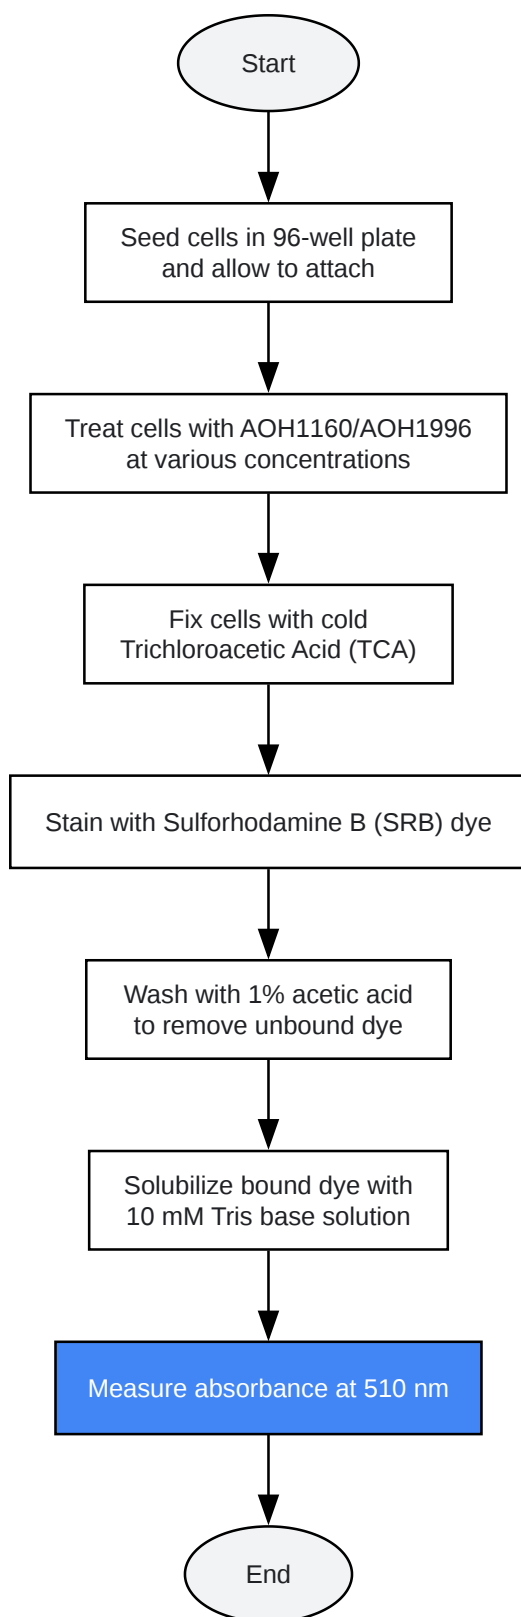 Start
Seed cells in 96-well plate
and allow to attach
Treat cells with AOH1160/AOH1996
at various concentrations
Fix cells with cold
Trichloroacetic Acid (TCA)
Stain with Sulforhodamine B (SRB) dye
Wash with 1% acetic acid
to remove unbound dye
Solubilize bound dye with
10 mM Tris base solution
Measure absorbance at 510 nm
End